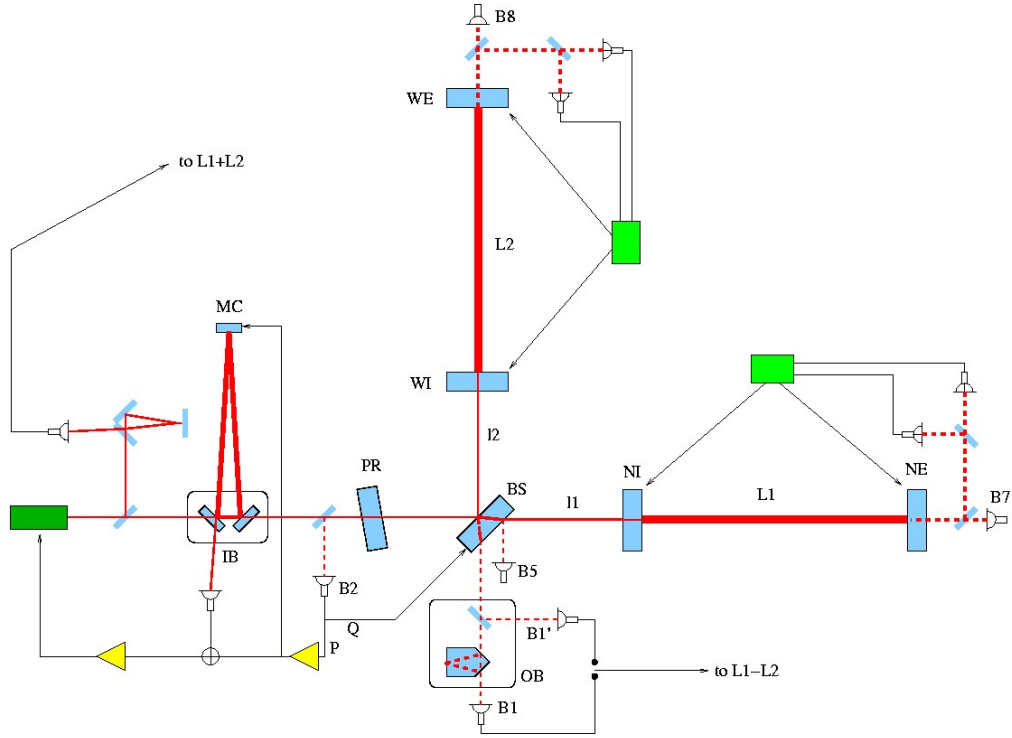 B8
WE
to L1+L2
L2
MC
WI
l2
PR
BS
NI
NE
L1
B7
l1
IB
B2
B5
Q
P
B1'
OB
to L1−L2
B1